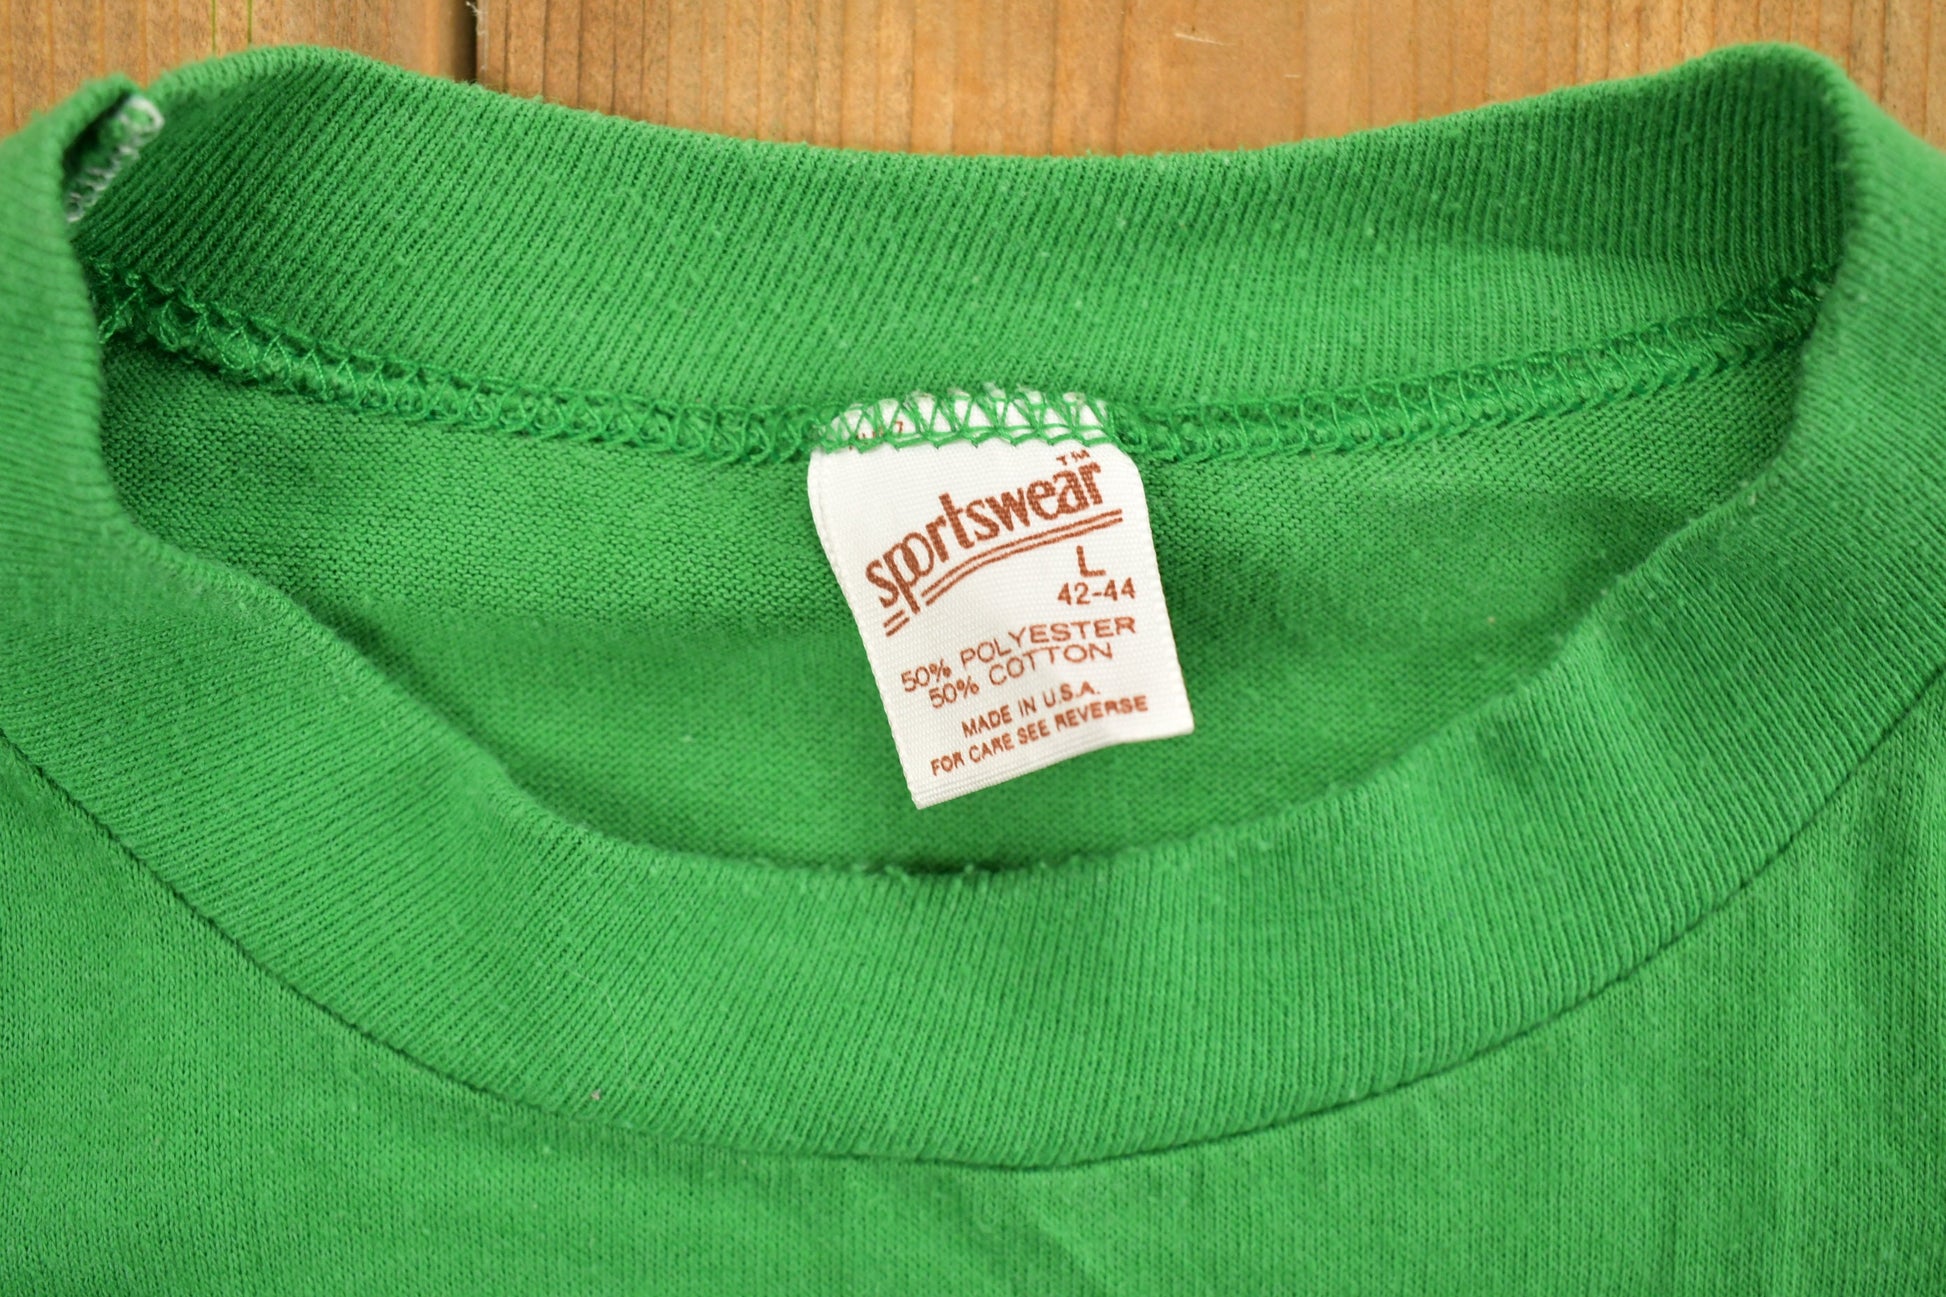 sportswear™
L
42-44
50% POLYESTER
50% COTTON
MADE IN U.S.A.
FOR CARE SEE REVERSE